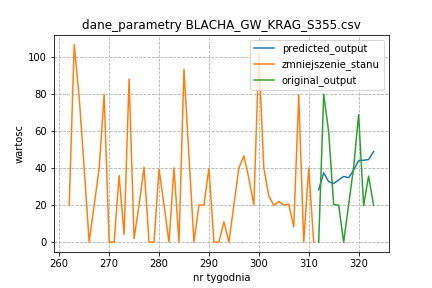 dane_parametry BLACHA_GW_KRAG_S355.csv
predicted_output
zmniejszenie_stanu
original_output
wartosc
100
80
60
40
20
0
260
270
280
290
300
310
320
nr tygodnia